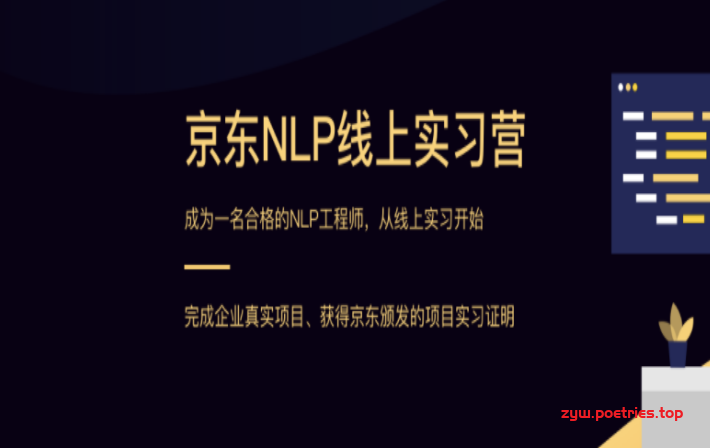 京东NLP线上实习营
成为一名合格的NLP工程师，从线上实习开始
完成企业真实项目、获得京东颁发的项目实习证明
zyw.poetries.top